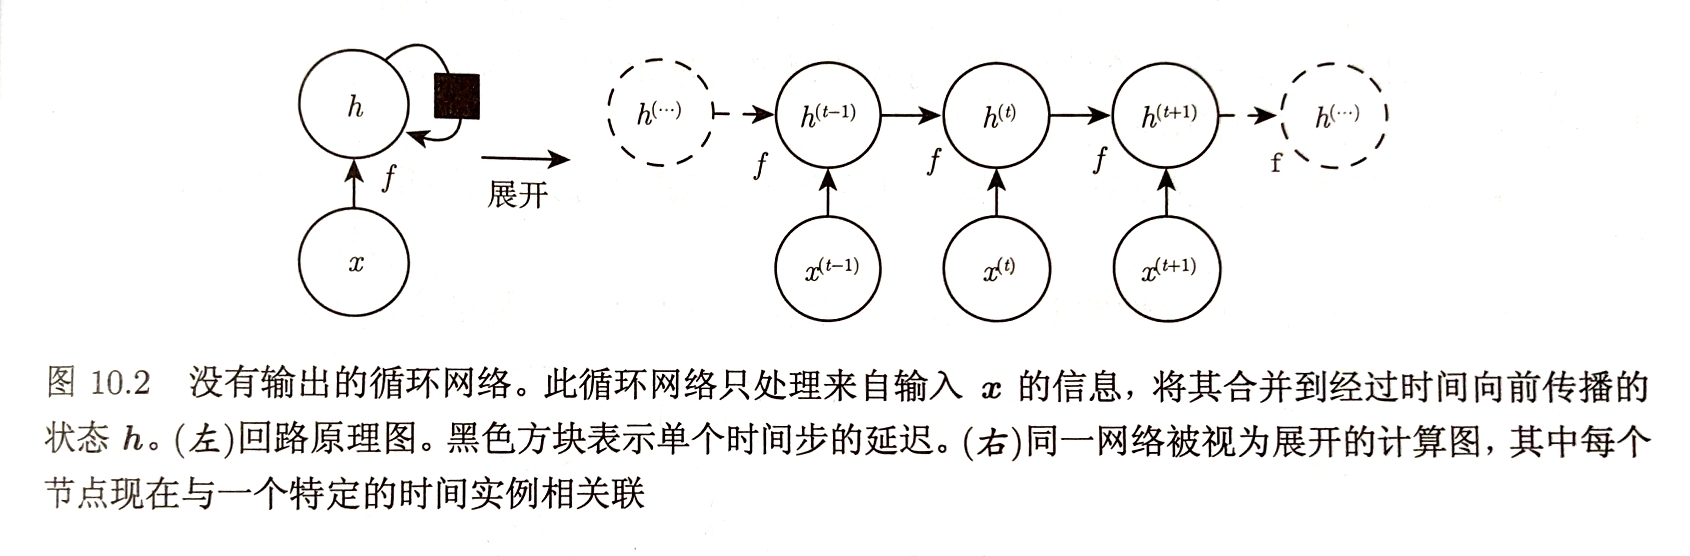 h h(···) h(t−1) h(t) h(t+1) h(···)
f f f f f
展开
x x(t−1) x(t) x(t+1)
图 10.2 没有输出的循环网络。此循环网络只处理来自输入 x 的信息，将其合并到经过时间向前传播的
状态 h。(左)回路原理图。黑色方块表示单个时间步的延迟。(右)同一网络被视为展开的计算图，其中每个
节点现在与一个特定的时间实例相关联